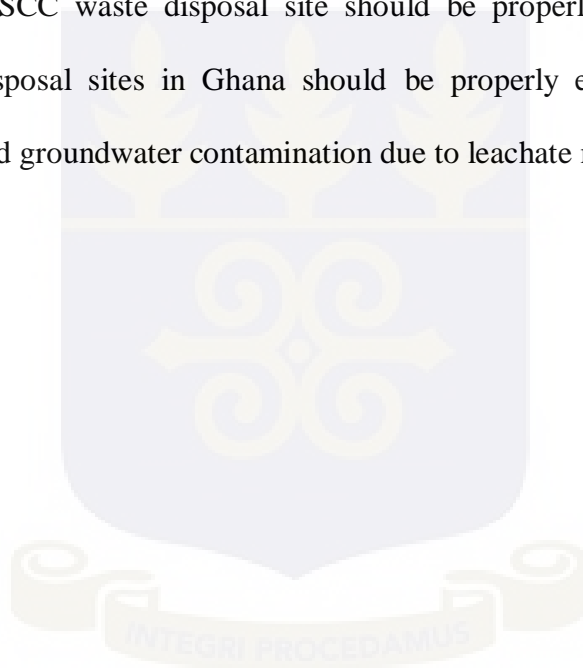 SCC waste disposal site should be properl
sposal sites in Ghana should be properly e
d groundwater contamination due to leachate
INTEGRI PROCEDAMUS